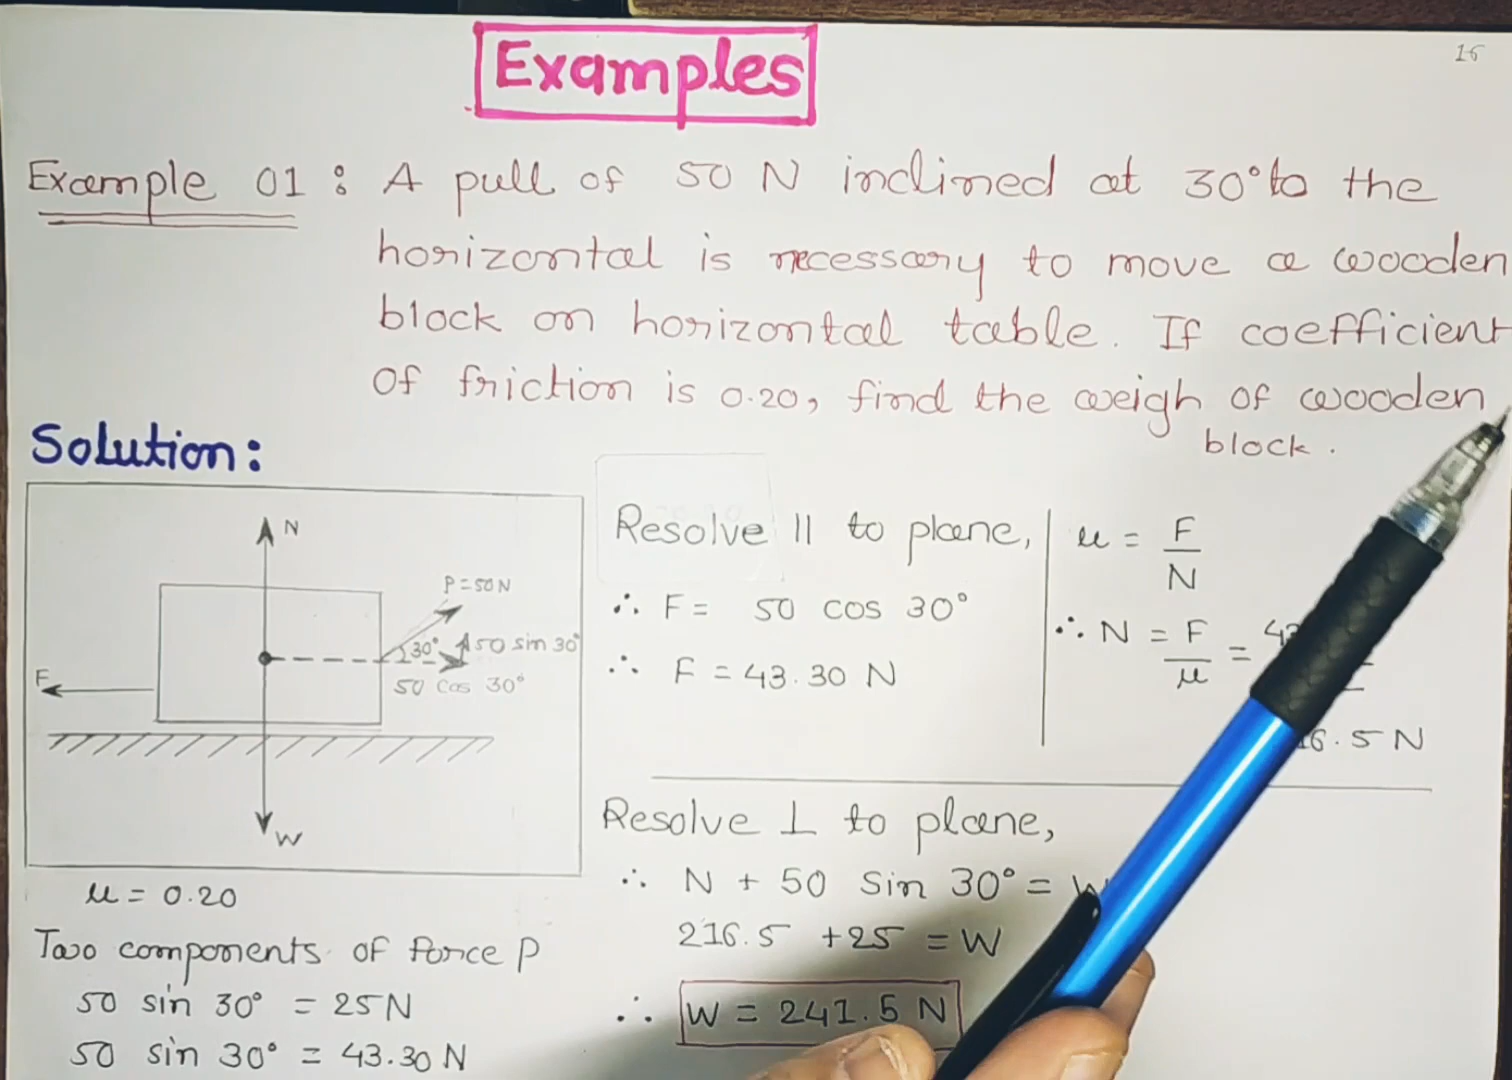 16
Examples
Example 01 : A pull of 50 N inclined at 30° to the
horizontal is necessary to move a wooden
block on horizontal table. If coefficient
of friction is 0.20, find the weigh of wooden
block.
Solution:
N
P = 50 N
30°
50 sin 30°
50 cos 30°
F
W
μ = 0.20
Two components of force P
50 sin 30° = 25 N
50 sin 30° = 43.30 N
Resolve || to plane,
∴ F = 50 cos 30°
∴ F = 43.30 N
μ = F/N
∴ N = F/μ =
6.5 N
Resolve ⊥ to plane,
∴ N + 50 sin 30° = W
216.5 + 25 = W
∴ W = 241.5 N